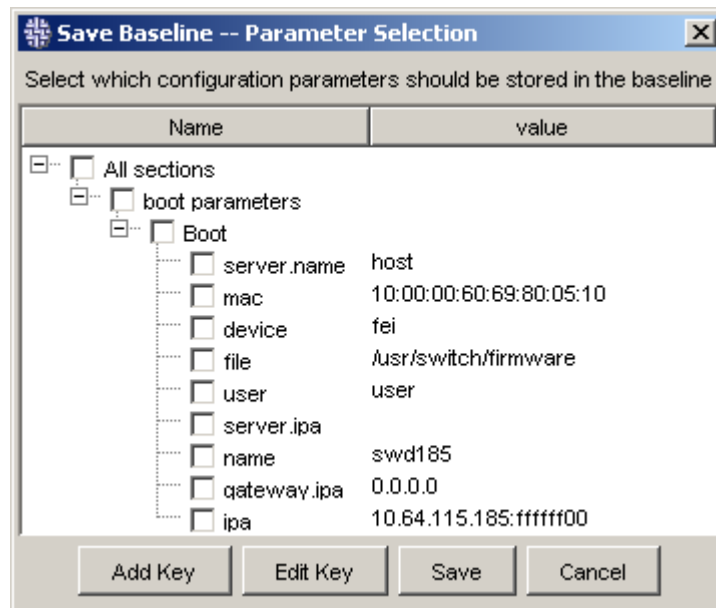 Save Baseline -- Parameter Selection
Select which configuration parameters should be stored in the baseline
Name value
All sections
boot parameters
Boot
server.name host
mac 10:00:00:60:69:80:05:10
device fei
file /usr/switch/firmware
user user
server.ipa
name swd185
gateway.ipa 0.0.0.0
ipa 10.64.115.185:ffffff00
Add Key Edit Key Save Cancel